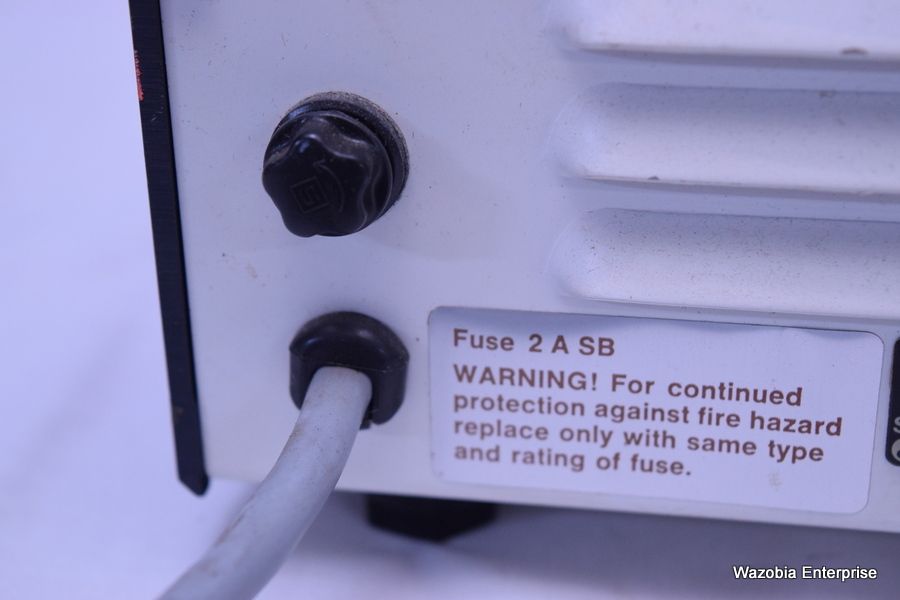 Fuse 2 A SB
WARNING! For continued
protection against fire hazard
replace only with same type
and rating of fuse.
Wazobia Enterprise